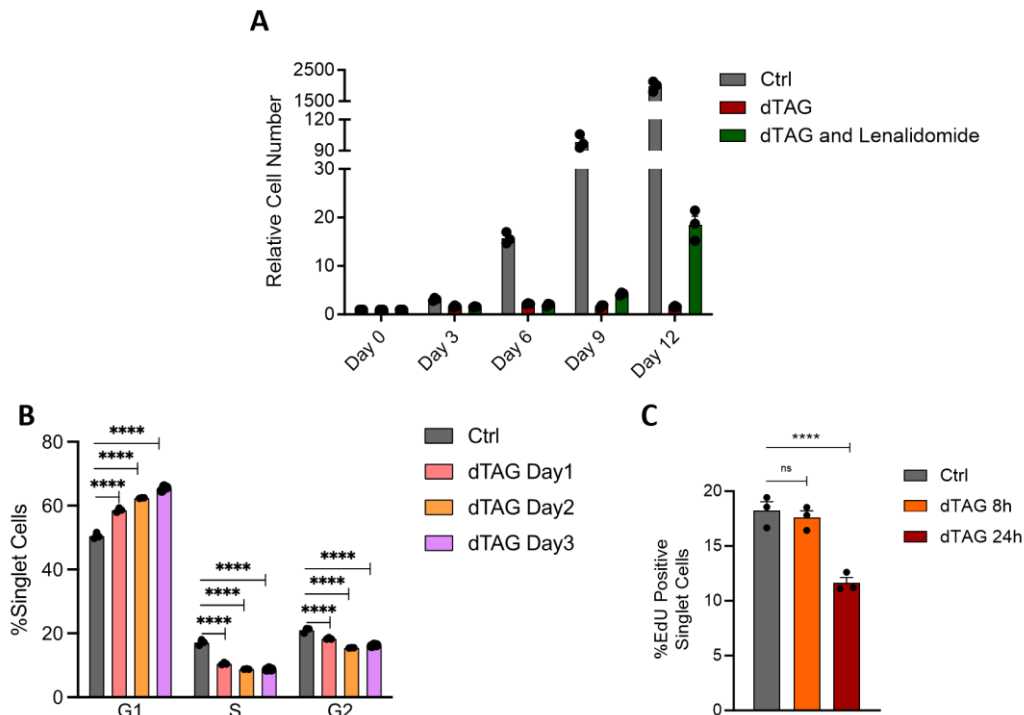 A
Relative Cell Number
2500
1500
120
90
30
20
10
0
Day 0
Day 3
Day 6
Day 9
Day 12
Ctrl
dTAG
dTAG and Lenalidomide
B
%Singlet Cells
80
60
40
20
0
****
****
****
****
****
****
****
****
****
G1
S
G2
Ctrl
dTAG Day1
dTAG Day2
dTAG Day3
C
%EdU Positive
Singlet Cells
20
15
10
5
0
****
ns
Ctrl
dTAG 8h
dTAG 24h